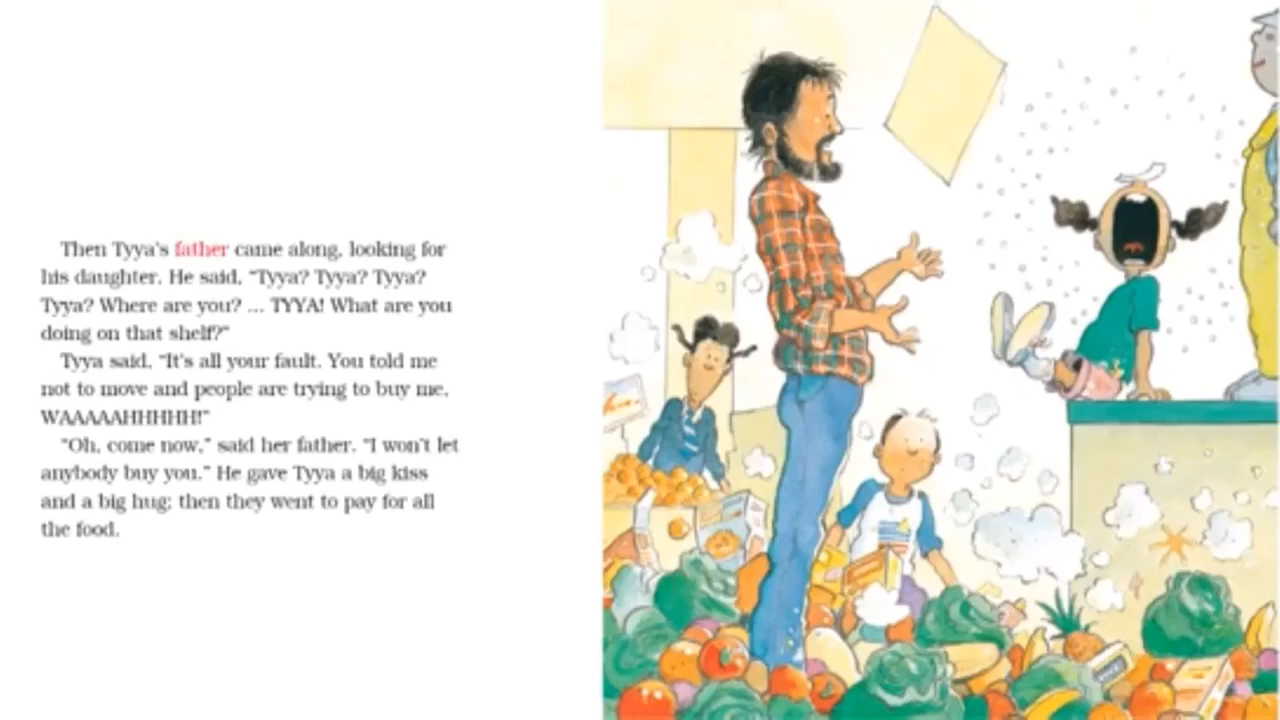 Then Tyya's father came along, looking for
his daughter. He said, "Tyya? Tyya? Tyya?
Tyya? Where are you? ... TYYA! What are you
doing on that shelf?"
Tyya said, "It's all your fault. You told me
not to move and people are trying to buy me,
WAAAAAHHHHH!"
"Oh, come now," said her father. "I won't let
anybody buy you." He gave Tyya a big kiss
and a big hug; then they went to pay for all
the food.